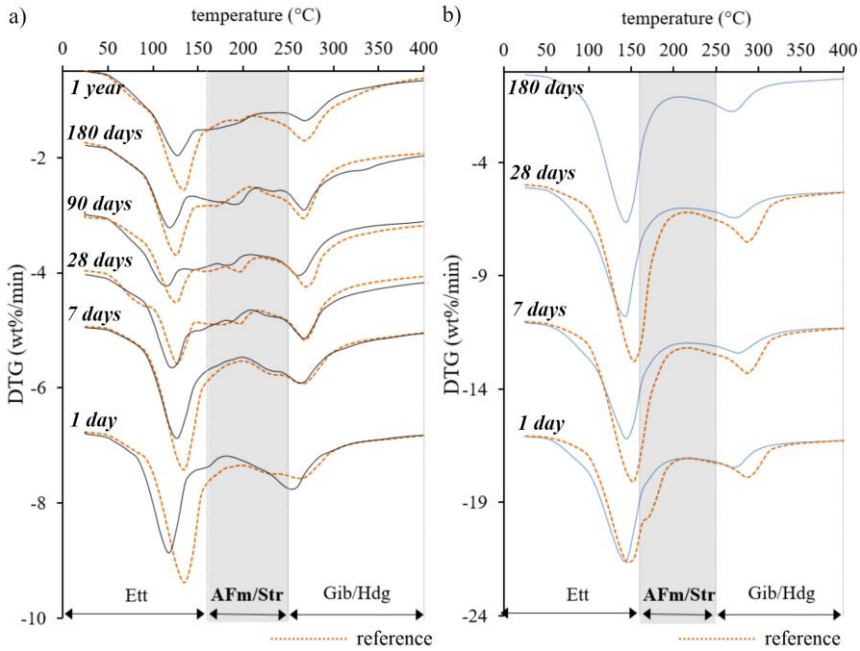 a)
temperature (°C)
0 50 100 150 200 250 300 350 400
1 year
180 days
90 days
28 days
7 days
1 day
-2
-4
-6
-8
-10
DTG (wt%/min)
Ett
AFm/Str
Gib/Hdg
reference
b)
temperature (°C)
0 50 100 150 200 250 300 350 400
180 days
28 days
7 days
1 day
-4
-9
-14
-19
-24
DTG (wt%/min)
Ett
AFm/Str
Gib/Hdg
reference